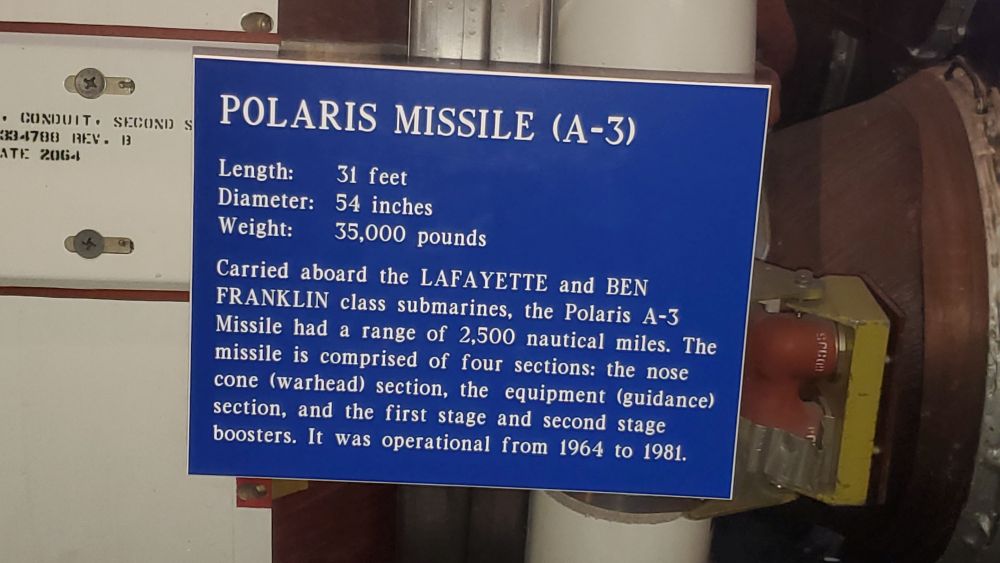 . CONDUIT, SECOND S
334788 REV. B
ATE 2064
POLARIS MISSILE (A-3)
Length: 31 feet
Diameter: 54 inches
Weight: 35,000 pounds
Carried aboard the LAFAYETTE and BEN
FRANKLIN class submarines, the Polaris A-3
Missile had a range of 2,500 nautical miles. The
missile is comprised of four sections: the nose
cone (warhead) section, the equipment (guidance)
section, and the first stage and second stage
boosters. It was operational from 1964 to 1981.